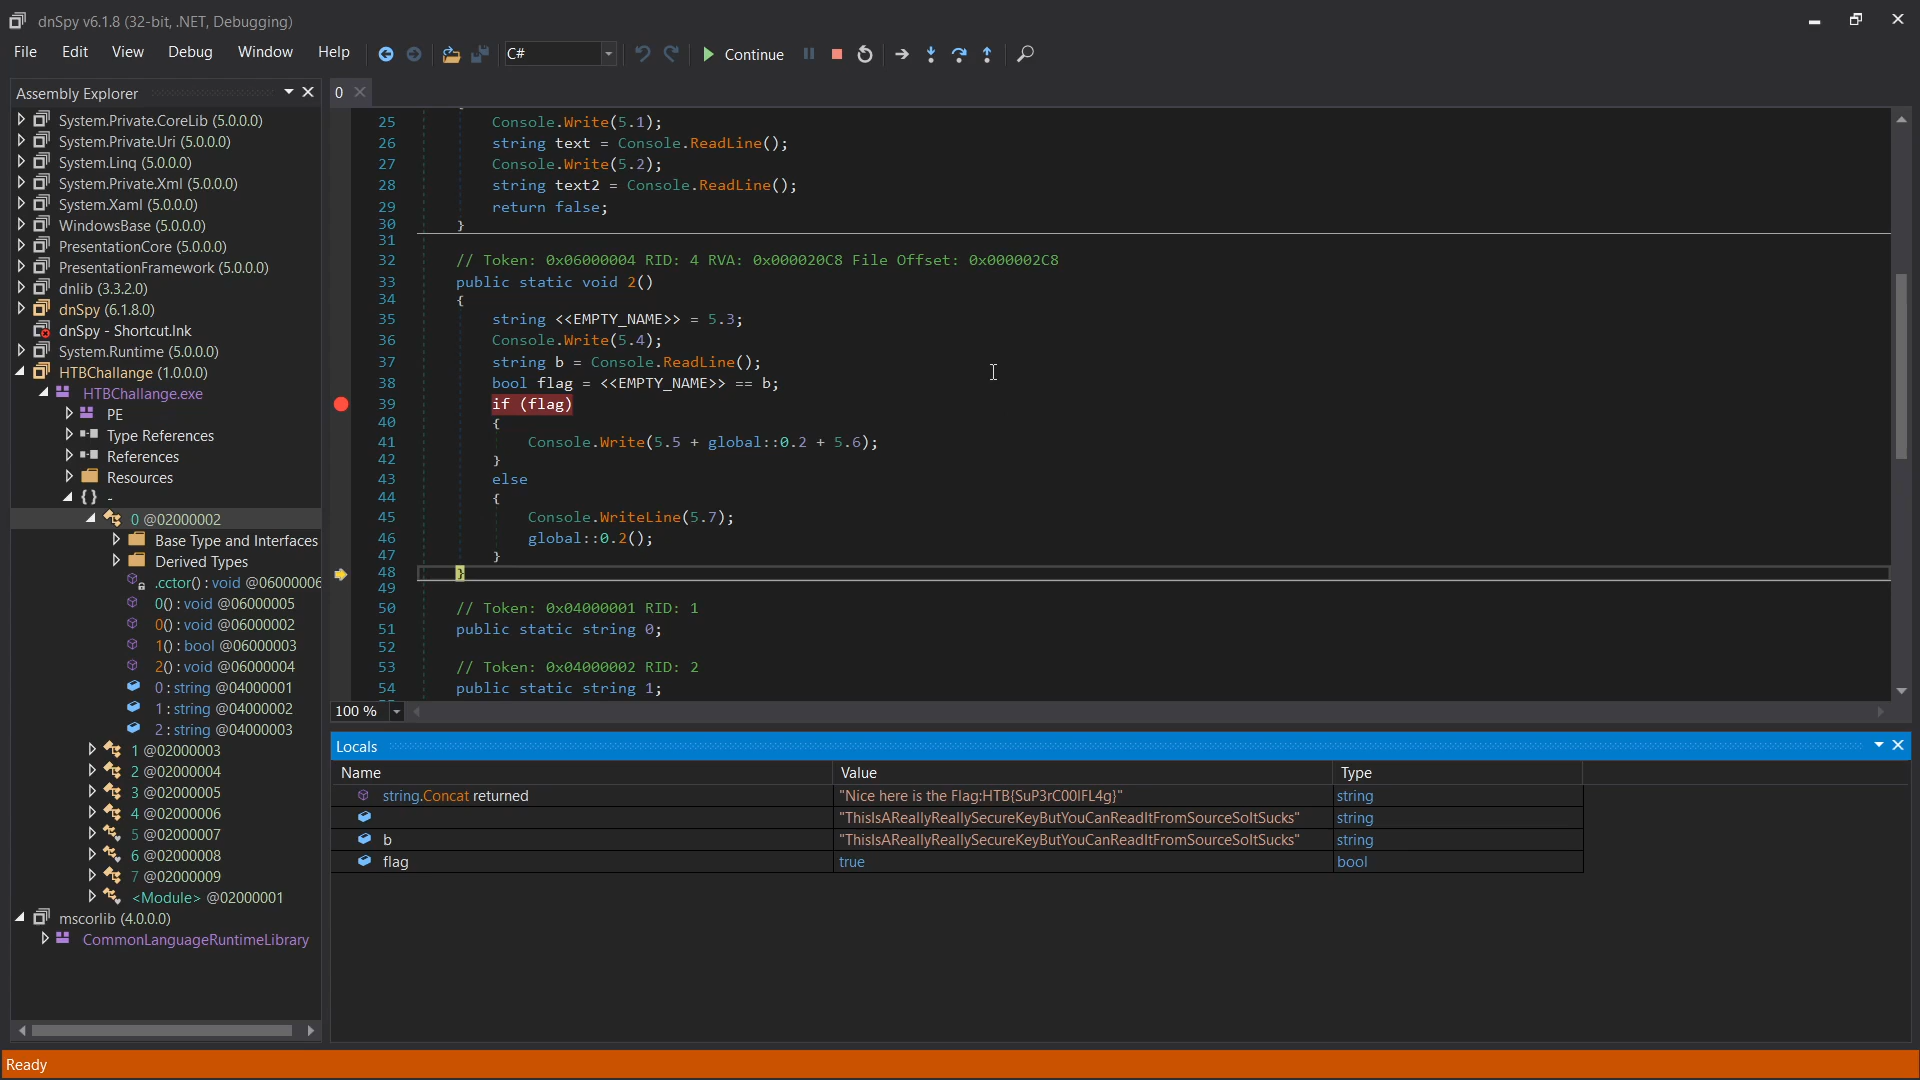 dnSpy v6.1.8 (32-bit, .NET, Debugging)
File Edit View Debug Window Help C# Continue
Assembly Explorer
System.Private.CoreLib (5.0.0.0)
System.Private.Uri (5.0.0.0)
System.Linq (5.0.0.0)
System.Private.Xml (5.0.0.0)
System.Xaml (5.0.0.0)
WindowsBase (5.0.0.0)
PresentationCore (5.0.0.0)
PresentationFramework (5.0.0.0)
dnlib (3.3.2.0)
dnSpy (6.1.8.0)
dnSpy - Shortcut.lnk
System.Runtime (5.0.0.0)
HTBChallange (1.0.0.0)
HTBChallange.exe
PE
Type References
References
Resources
{} -
0 @02000002
Base Type and Interfaces
Derived Types
.cctor() : void @06000006
0() : void @06000005
0() : void @06000002
1() : bool @06000003
2() : void @06000004
0 : string @04000001
1 : string @04000002
2 : string @04000003
1 @02000003
2 @02000004
3 @02000005
4 @02000006
5 @02000007
6 @02000008
7 @02000009
<Module> @02000001
mscorlib (4.0.0.0)
CommonLanguageRuntimeLibrary
0
25 Console.Write(5.1);
26 string text = Console.ReadLine();
27 Console.Write(5.2);
28 string text2 = Console.ReadLine();
29 return false;
30 }
31
32 // Token: 0x06000004 RID: 4 RVA: 0x000020C8 File Offset: 0x000002C8
33 public static void 2()
34 {
35 string <<EMPTY_NAME>> = 5.3;
36 Console.Write(5.4);
37 string b = Console.ReadLine();
38 bool flag = <<EMPTY_NAME>> == b;
39 if (flag)
40 {
41 Console.Write(5.5 + global::0.2 + 5.6);
42 }
43 else
44 {
45 Console.WriteLine(5.7);
46 global::0.2();
47 }
48 }
49
50 // Token: 0x04000001 RID: 1
51 public static string 0;
52
53 // Token: 0x04000002 RID: 2
54 public static string 1;
100 %
Locals
Name Value Type
string.Concat returned "Nice here is the Flag:HTB{SuP3rC00lFL4g}" string
"ThisIsAReallyReallySecureKeyButYouCanReadItFromSourceSoItSucks" string
b "ThisIsAReallyReallySecureKeyButYouCanReadItFromSourceSoItSucks" string
flag true bool
Ready